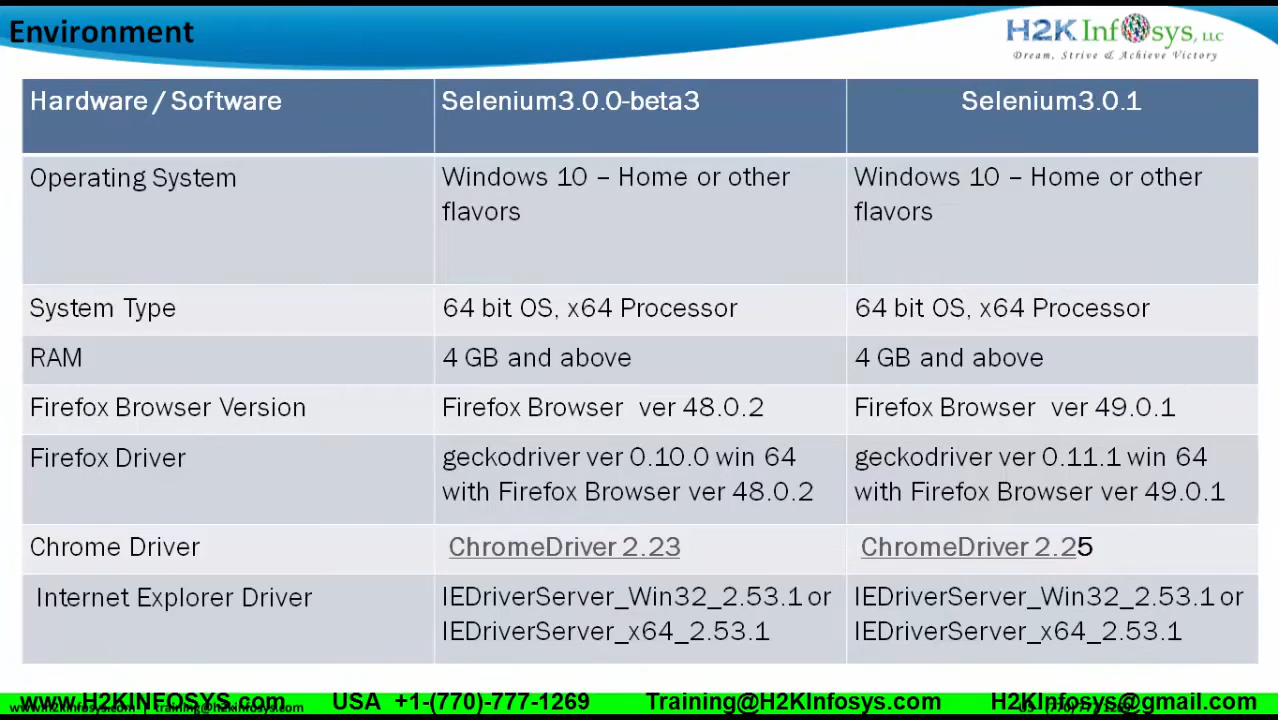 Environment
H2K Infosys, LLC
Dream, Strive & Achieve Victory
Hardware / Software
Selenium3.0.0-beta3
Selenium3.0.1
Operating System
Windows 10 – Home or other
flavors
Windows 10 – Home or other
flavors
System Type
64 bit OS, x64 Processor
64 bit OS, x64 Processor
RAM
4 GB and above
4 GB and above
Firefox Browser Version
Firefox Browser ver 48.0.2
Firefox Browser ver 49.0.1
Firefox Driver
geckodriver ver 0.10.0 win 64
with Firefox Browser ver 48.0.2
geckodriver ver 0.11.1 win 64
with Firefox Browser ver 49.0.1
Chrome Driver
ChromeDriver 2.23
ChromeDriver 2.25
Internet Explorer Driver
IEDriverServer_Win32_2.53.1 or
IEDriverServer_x64_2.53.1
IEDriverServer_Win32_2.53.1 or
IEDriverServer_x64_2.53.1
www.H2KINFOSYS.com USA +1-(770)-777-1269 Training@H2KInfosys.com H2KInfosys@gmail.com
www.h2kinfosys.com | training@h2kinfosys.com